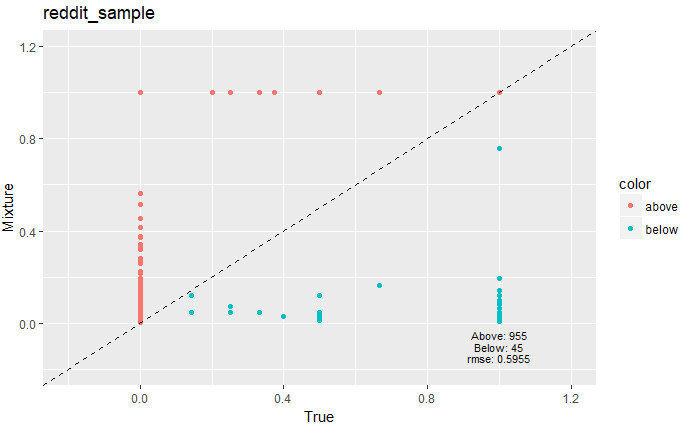 reddit_sample
1.2
0.8
0.4
0.0
Mixture
0.0 0.4 0.8 1.2
True
Above: 955
Below: 45
rmse: 0.5955
color
above
below